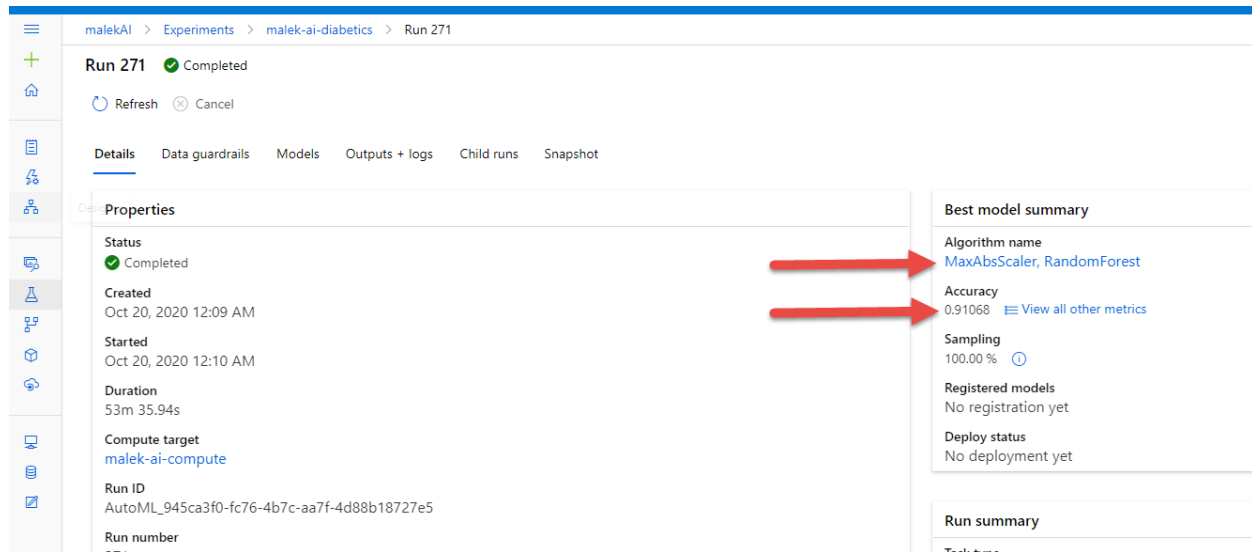 malekAI > Experiments > malek-ai-diabetics > Run 271
Run 271 Completed
Refresh Cancel
Details Data guardrails Models Outputs + logs Child runs Snapshot
Properties
Status
Completed
Created
Oct 20, 2020 12:09 AM
Started
Oct 20, 2020 12:10 AM
Duration
53m 35.94s
Compute target
malek-ai-compute
Run ID
AutoML_945ca3f0-fc76-4b7c-aa7f-4d88b18727e5
Run number
Best model summary
Algorithm name
MaxAbsScaler, RandomForest
Accuracy
0.91068 View all other metrics
Sampling
100.00 %
Registered models
No registration yet
Deploy status
No deployment yet
Run summary